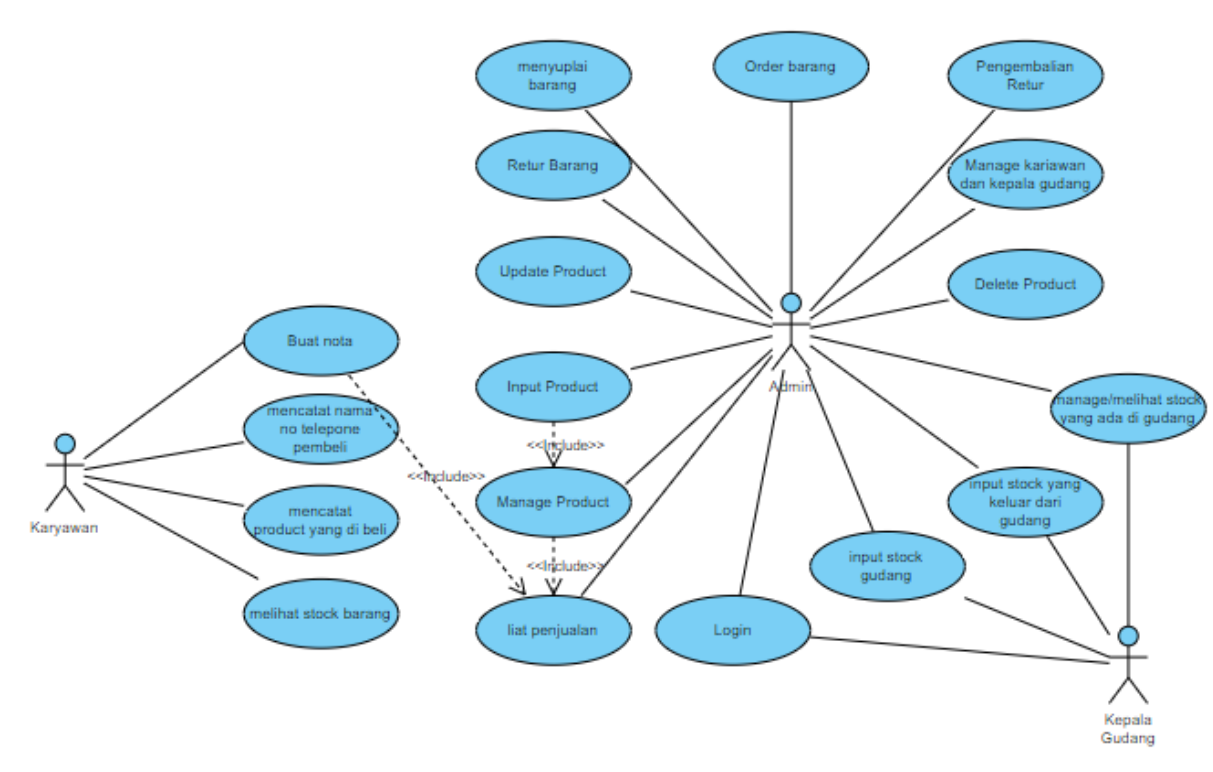 menyuplai
barang
Order barang
Pengembalian
Retur
Retur Barang
Manage kariawan
dan kepala gudang
Update Product
Delete Product
Buat nota
Input Product
Admin
manage/melihat stock
yang ada di gudang
mencatat nama
no telepone
pembeli
<<Include>>
<<Include>>
Manage Product
input stock yang
keluar dari
gudang
Karyawan
mencatat
product yang di beli
<<Include>>
input stock
gudang
melihat stock barang
liat penjualan
Login
Kepala
Gudang